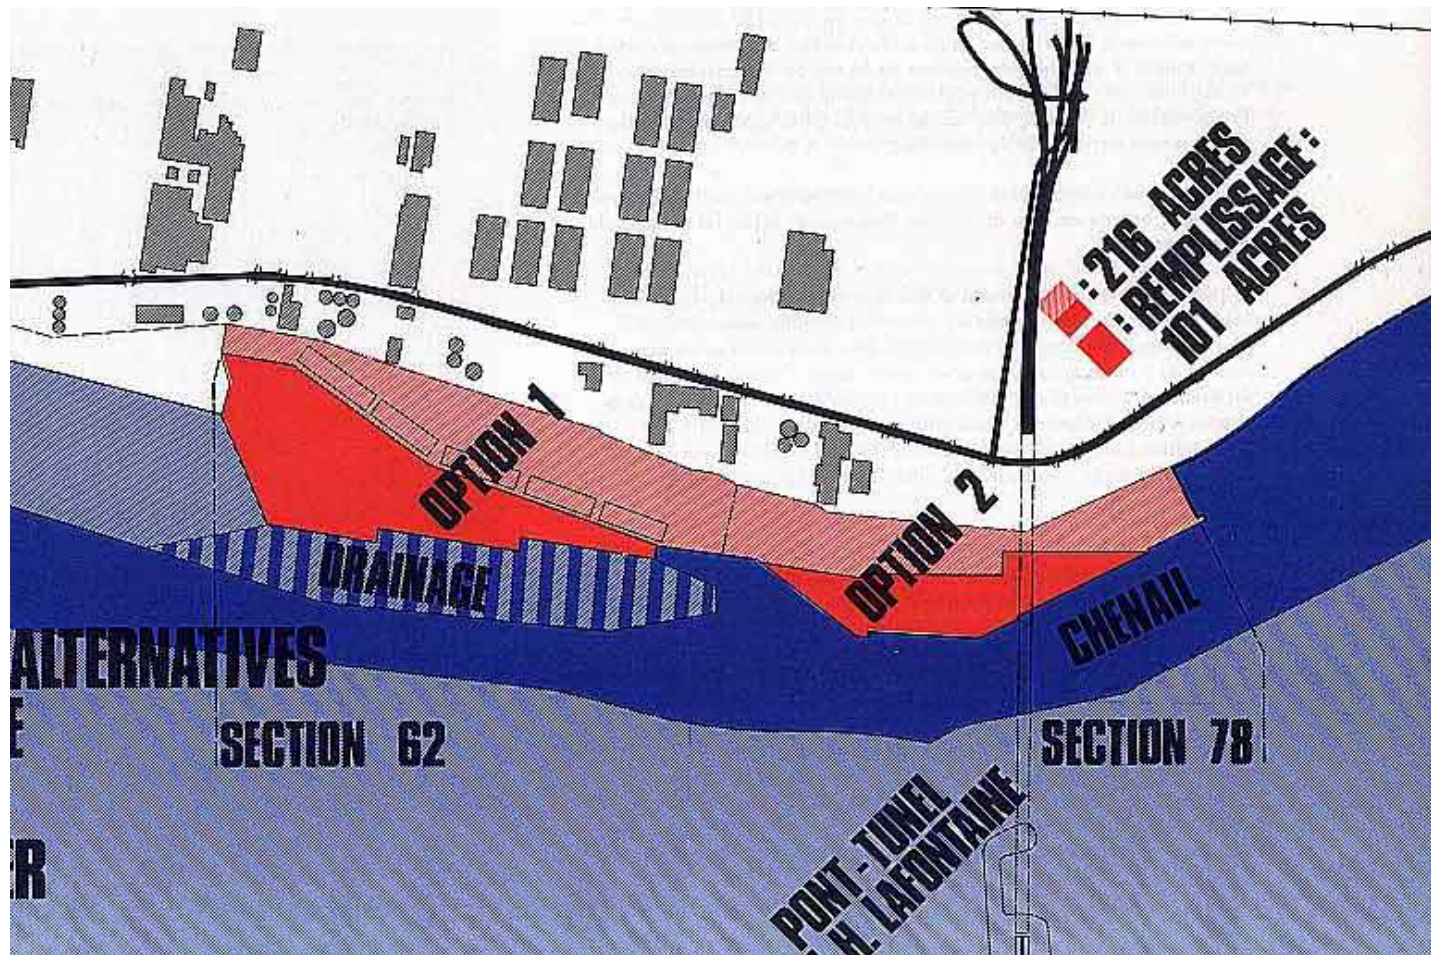 : 216 ACRES
: REMPLISSAGE :
101 ACRES
OPTION 1
OPTION 2
DRAINAGE
CHENAIL
ALTERNATIVES
E
SECTION 62
SECTION 78
ER
PONT-TUNEL
H. LAFONTAINE